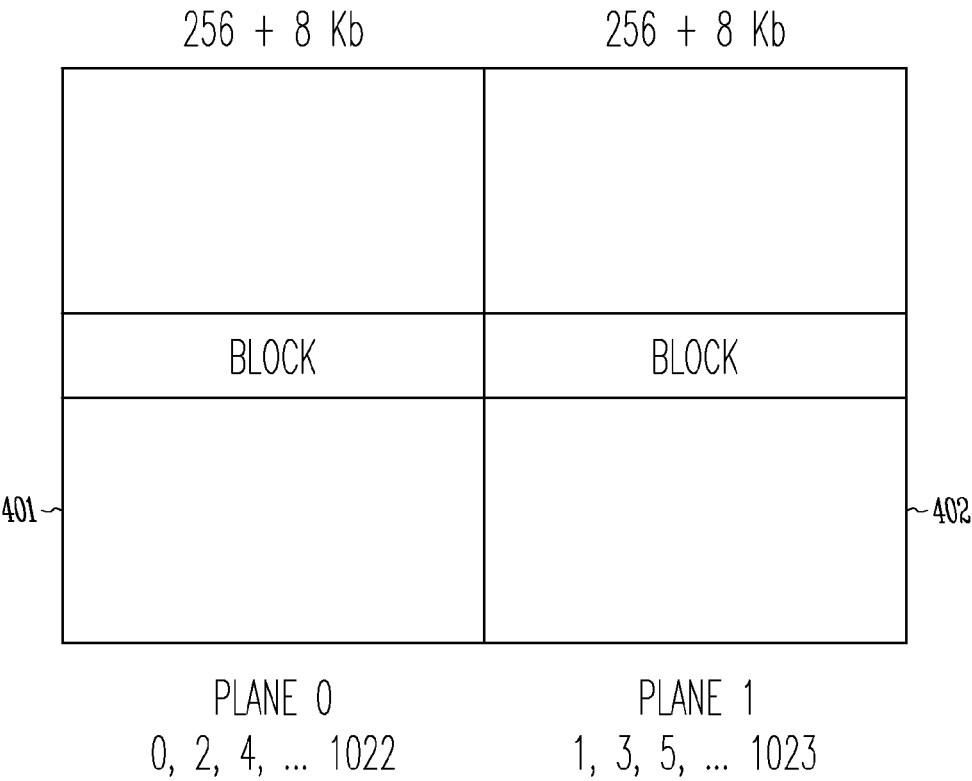 256 + 8 Kb 256 + 8 Kb
BLOCK BLOCK
401 402
PLANE 0 PLANE 1
0, 2, 4, ... 1022 1, 3, 5, ... 1023